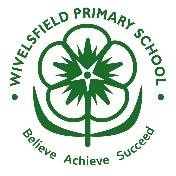 WIVELSFIELD PRIMARY SCHOOL
Believe Achieve Succeed